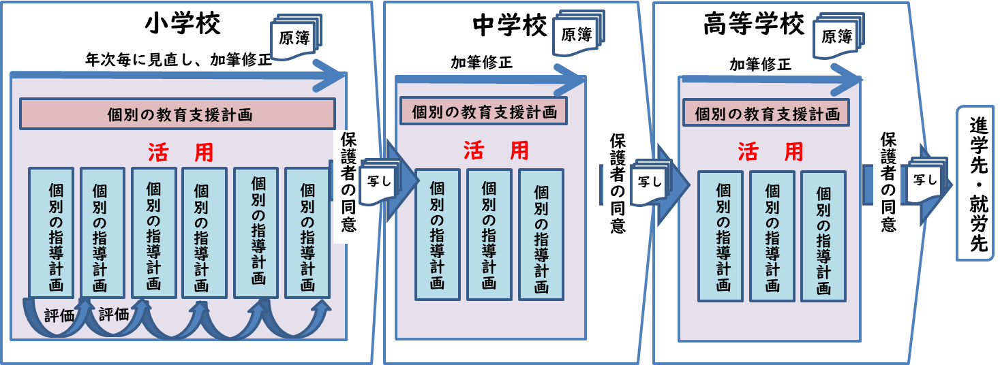 小学校
原簿
年次毎に見直し、加筆修正
個別の教育支援計画
活　用
個別の指導計画
個別の指導計画
個別の指導計画
個別の指導計画
個別の指導計画
個別の指導計画
評価
評価
保護者の同意
写し
中学校
原簿
加筆修正
個別の教育支援計画
活　用
個別の指導計画
個別の指導計画
個別の指導計画
保護者の同意
写し
高等学校
原簿
加筆修正
個別の教育支援計画
活　用
個別の指導計画
個別の指導計画
個別の指導計画
保護者の同意
写し
進学先・就労先